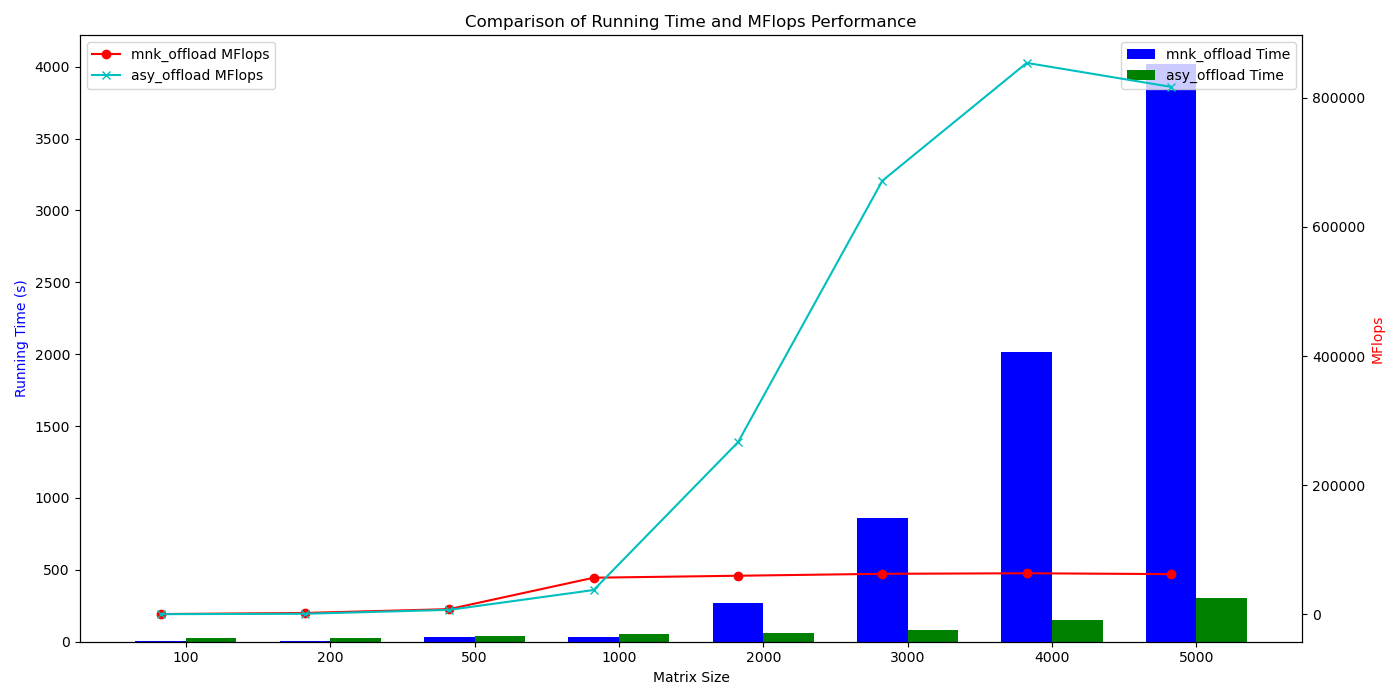 Comparison of Running Time and MFlops Performance
mnk_offload MFlops
asy_offload MFlops
mnk_offload Time
asy_offload Time
4000
3500
3000
2500
2000
1500
1000
500
0
Running Time (s)
800000
600000
400000
200000
0
MFlops
100 200 500 1000 2000 3000 4000 5000
Matrix Size